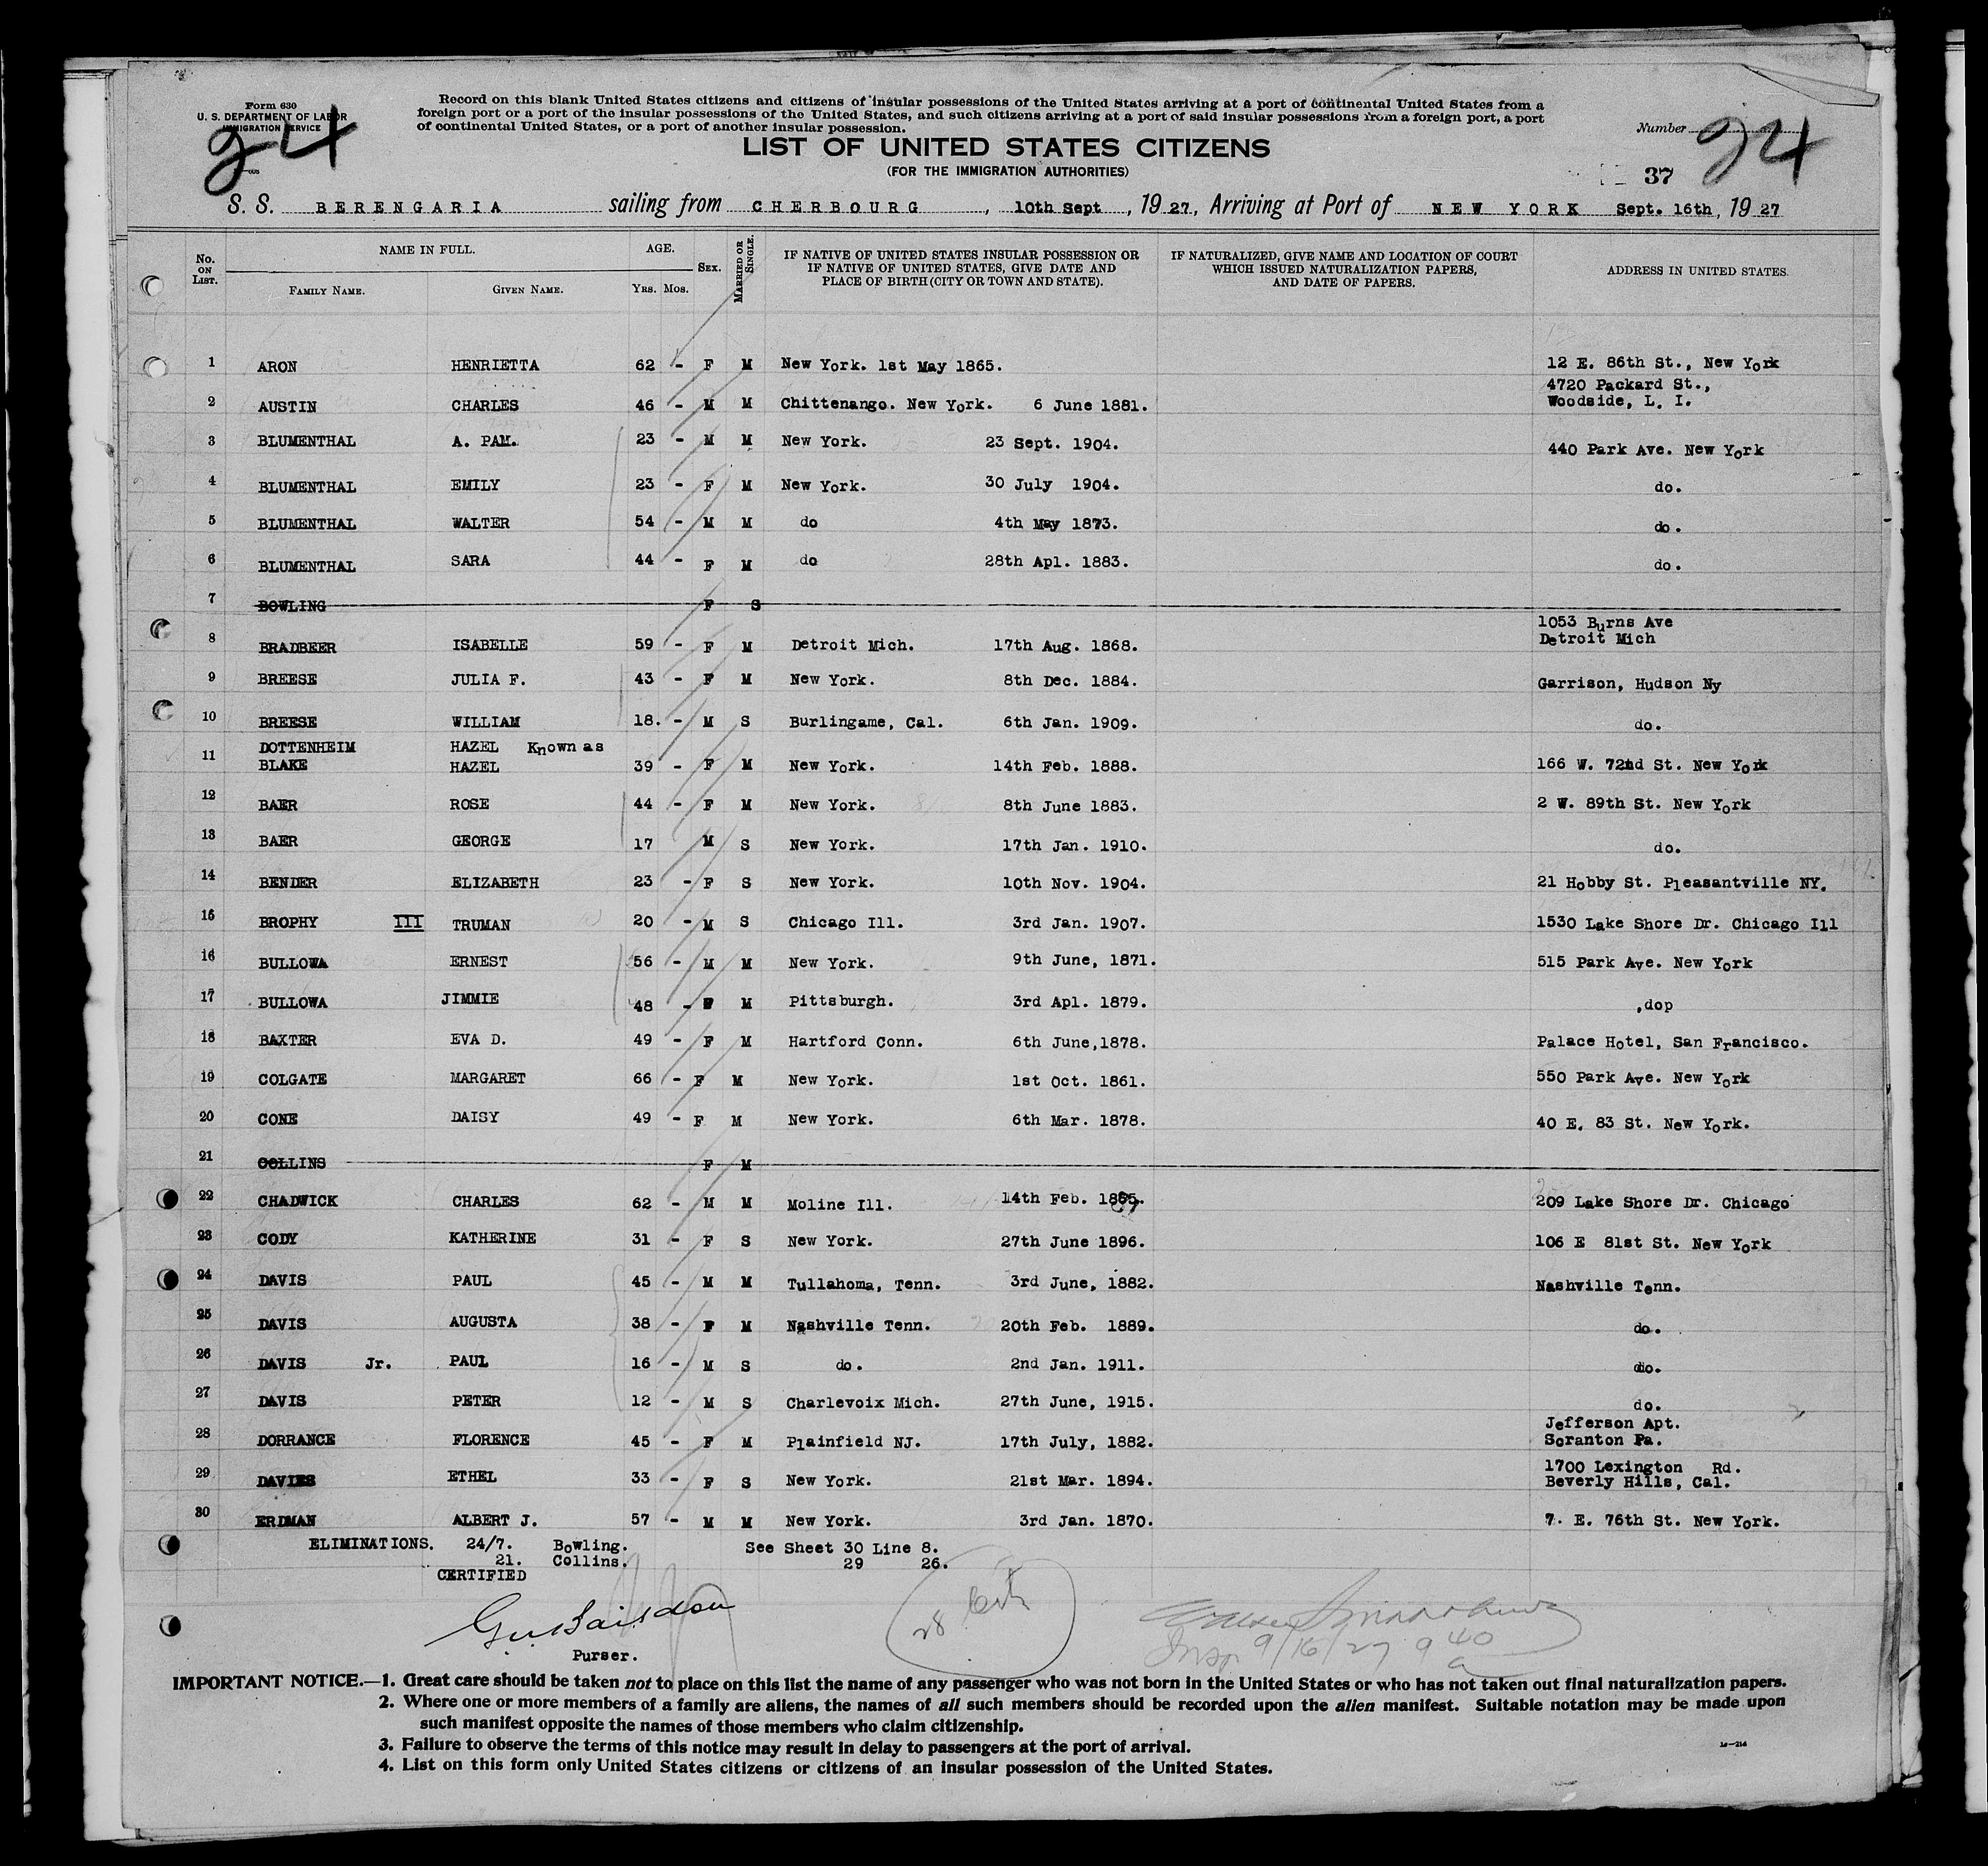 Form 630
U. S. DEPARTMENT OF LABOR
IMMIGRATION SERVICE
24
Record on this blank United States citizens and citizens of insular possessions of the United States arriving at a port of continental United States from a
foreign port or a port of the insular possessions of the United States, and such citizens arriving at a port of said insular possessions from a foreign port, a port
of continental United States, or a port of another insular possession.
Number 24
LIST OF UNITED STATES CITIZENS
(FOR THE IMMIGRATION AUTHORITIES)
37
S. S. BERENGARIA sailing from CHERBOURG, 10th Sept, 1927, Arriving at Port of NEW YORK Sept. 16th, 1927
No. ON LIST. NAME IN FULL. FAMILY NAME. GIVEN NAME. AGE. YRS. MOS. SEX. MARRIED OR SINGLE. IF NATIVE OF UNITED STATES INSULAR POSSESSION OR IF NATIVE OF UNITED STATES, GIVE DATE AND PLACE OF BIRTH (CITY OR TOWN AND STATE). IF NATURALIZED, GIVE NAME AND LOCATION OF COURT WHICH ISSUED NATURALIZATION PAPERS, AND DATE OF PAPERS. ADDRESS IN UNITED STATES.
1 ARON HENRIETTA 62 - F M New York. 1st May 1865. 12 E. 86th St., New York
2 AUSTIN CHARLES 46 - M M Chittenango. New York. 6 June 1881. 4720 Packard St., Woodside, L. I.
3 BLUMENTHAL A. PAM. 23 - M M New York. 23 Sept. 1904. 440 Park Ave. New York
4 BLUMENTHAL EMILY 23 - F M New York. 30 July 1904. do.
5 BLUMENTHAL WALTER 54 - M M do 4th May 1873. do.
6 BLUMENTHAL SARA 44 - F M do 28th Apl. 1883. do.
7 BOWLING F S
8 BRADBEER ISABELLE 59 - F M Detroit Mich. 17th Aug. 1868. 1053 Burns Ave Detroit Mich
9 BREESE JULIA F. 43 - F M New York. 8th Dec. 1884. Garrison, Hudson Ny
10 BREESE WILLIAM 18. - M S Burlingame, Cal. 6th Jan. 1909. do.
DOTTENHEIM HAZEL Known as
11 BLAKE HAZEL 39 - F M New York. 14th Feb. 1888. 166 W. 72nd St. New York
12 BAER ROSE 44 - F M New York. 8th June 1883. 2 W. 89th St. New York
13 BAER GEORGE 17 M S New York. 17th Jan. 1910. do.
14 BENDER ELIZABETH 23 - F S New York. 10th Nov. 1904. 21 Hobby St. Pleasantville NY.
15 BROPHY III TRUMAN 20 - M S Chicago Ill. 3rd Jan. 1907. 1530 Lake Shore Dr. Chicago Ill
16 BULLOWA ERNEST 56 - M M New York. 9th June, 1871. 515 Park Ave. New York
17 BULLOWA JIMMIE 48 - F M Pittsburgh. 3rd Apl. 1879. ,dop
18 BAXTER EVA D. 49 - F M Hartford Conn. 6th June,1878. Palace Hotel, San Francisco.
19 COLGATE MARGARET 66 - F M New York. 1st Oct. 1861. 550 Park Ave. New York
20 CONE DAISY 49 - F M New York. 6th Mar. 1878. 40 E. 83 St. New York.
21 COLLINS F M
22 CHADWICK CHARLES 62 - M M Moline Ill. 14th Feb. 1865. 209 Lake Shore Dr. Chicago
23 CODY KATHERINE 31 - F S New York. 27th June 1896. 106 E 81st St. New York
24 DAVIS PAUL 45 - M M Tullahoma, Tenn. 3rd June, 1882. Nashville Tenn.
25 DAVIS AUGUSTA 38 - F M Nashville Tenn. 20th Feb. 1889. do.
26 DAVIS Jr. PAUL 16 - M S do. 2nd Jan. 1911. do.
27 DAVIS PETER 12 - M S Charlevoix Mich. 27th June, 1915. do.
28 DORRANCE FLORENCE 45 - F M Plainfield NJ. 17th July, 1882. Jefferson Apt. Scranton Pa.
29 DAVIES ETHEL 33 - F S New York. 21st Mar. 1894. 1700 Lexington Rd. Beverly Hills, Cal.
30 ERDMAN ALBERT J. 57 - M M New York. 3rd Jan. 1870. 7. E. 76th St. New York.
ELIMINATIONS. 24/7. Bowling. See Sheet 30 Line 8.
21. Collins. 29 26.
CERTIFIED
28
Insp 9/16/27 9 40 a
Purser.
IMPORTANT NOTICE.—1. Great care should be taken not to place on this list the name of any passenger who was not born in the United States or who has not taken out final naturalization papers.
2. Where one or more members of a family are aliens, the names of all such members should be recorded upon the alien manifest. Suitable notation may be made upon
such manifest opposite the names of those members who claim citizenship.
3. Failure to observe the terms of this notice may result in delay to passengers at the port of arrival.
4. List on this form only United States citizens or citizens of an insular possession of the United States.